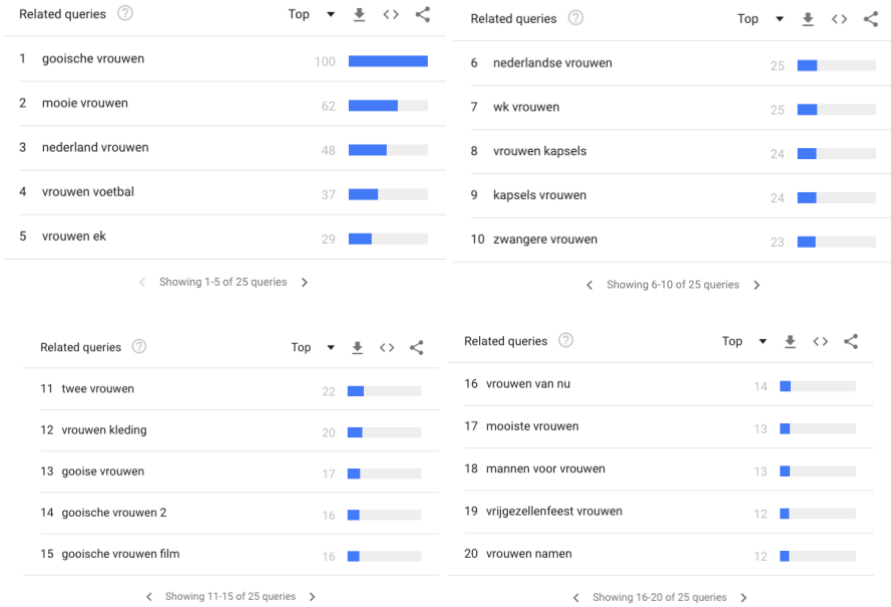 Related queries Top
1 gooische vrouwen 100
2 mooie vrouwen 62
3 nederland vrouwen 48
4 vrouwen voetbal 37
5 vrouwen ek 29
Showing 1-5 of 25 queries
Related queries Top
6 nederlandse vrouwen 25
7 wk vrouwen 25
8 vrouwen kapsels 24
9 kapsels vrouwen 24
10 zwangere vrouwen 23
Showing 6-10 of 25 queries
Related queries Top
11 twee vrouwen 22
12 vrouwen kleding 20
13 gooise vrouwen 17
14 gooische vrouwen 2 16
15 gooische vrouwen film 16
Showing 11-15 of 25 queries
Related queries Top
16 vrouwen van nu 14
17 mooiste vrouwen 13
18 mannen voor vrouwen 13
19 vrijgezellenfeest vrouwen 12
20 vrouwen namen 12
Showing 16-20 of 25 queries